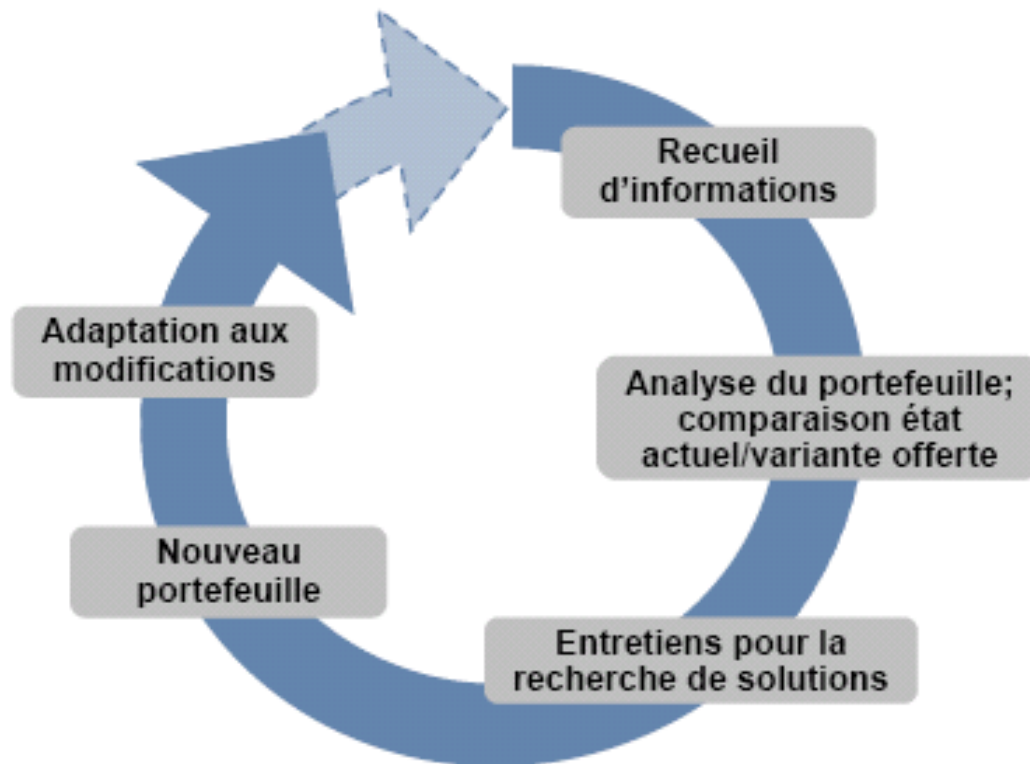 Recueil
d’informations
Analyse du portefeuille;
comparaison état
actuel/variante offerte
Entretiens pour la
recherche de solutions
Nouveau
portefeuille
Adaptation aux
modifications